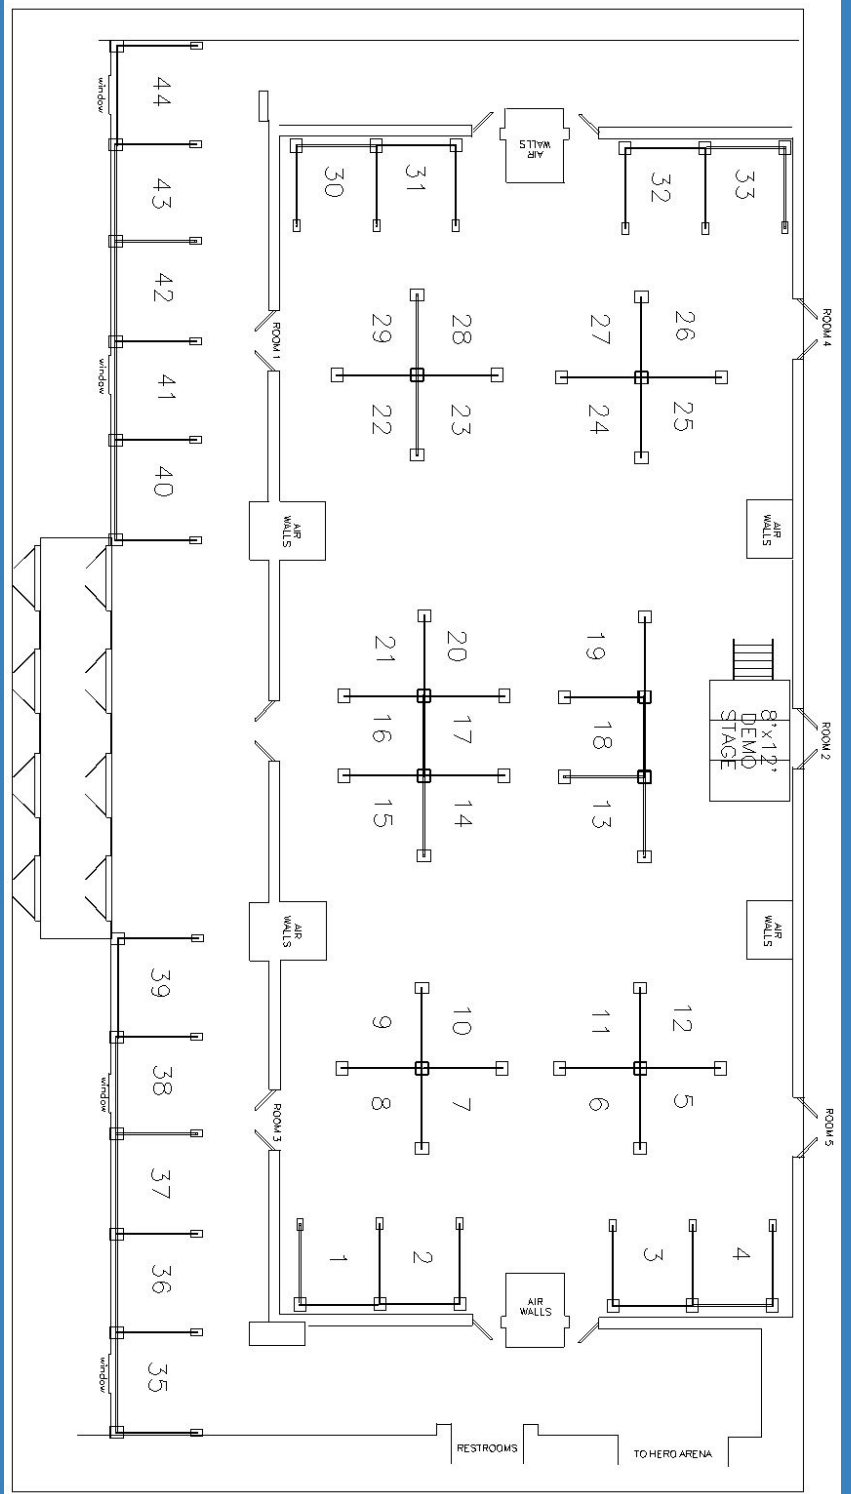 44
window
43
42
41
window
40
30
31
AIR
WALLS
32
33
29
28
27
26
ROOM 1
ROOM 4
22
23
24
25
AIR
WALLS
AIR
WALLS
21
20
19
16
17
18
8'x12'
DEMO
STAGE
ROOM 2
15
14
13
AIR
WALLS
AIR
WALLS
39
38
window
37
36
35
window
9
10
11
12
8
7
6
5
ROOM 3
ROOM 5
1
2
3
4
AIR
WALLS
RESTROOMS
TO HERO ARENA